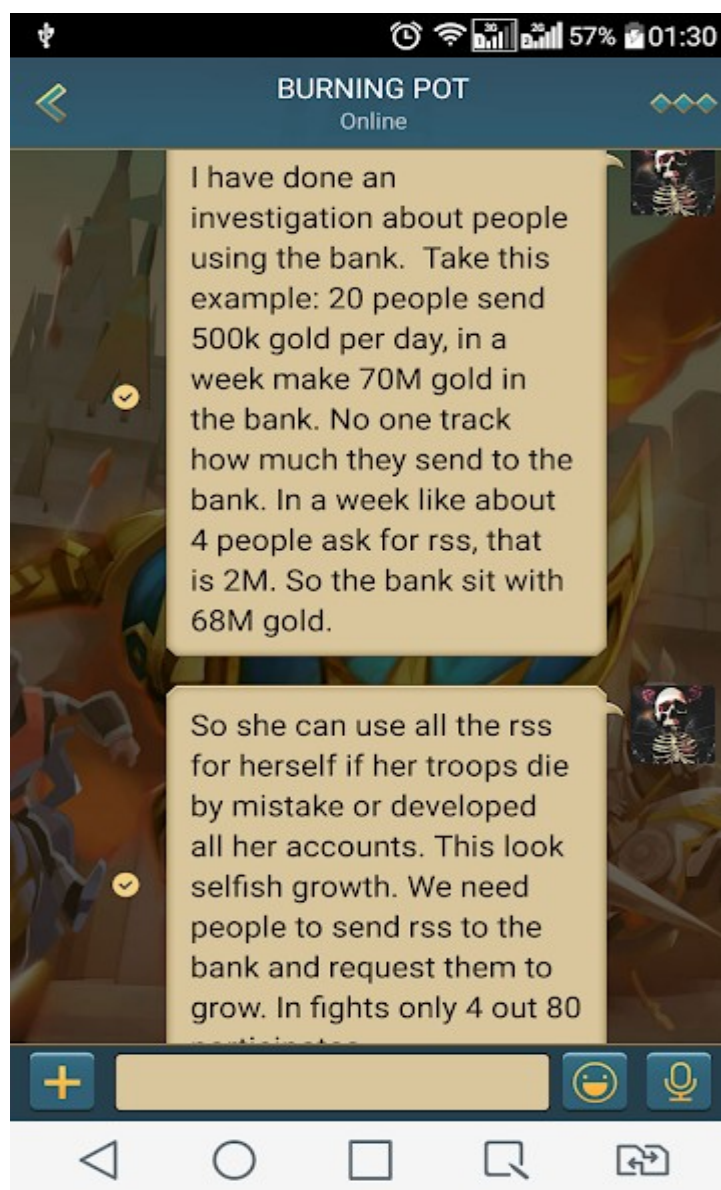 57% 01:30
BURNING POT
Online
I have done an
investigation about people
using the bank.  Take this
example: 20 people send
500k gold per day, in a
week make 70M gold in
the bank. No one track
how much they send to the
bank. In a week like about
4 people ask for rss, that
is 2M. So the bank sit with
68M gold.
So she can use all the rss
for herself if her troops die
by mistake or developed
all her accounts. This look
selfish growth. We need
people to send rss to the
bank and request them to
grow. In fights only 4 out 80